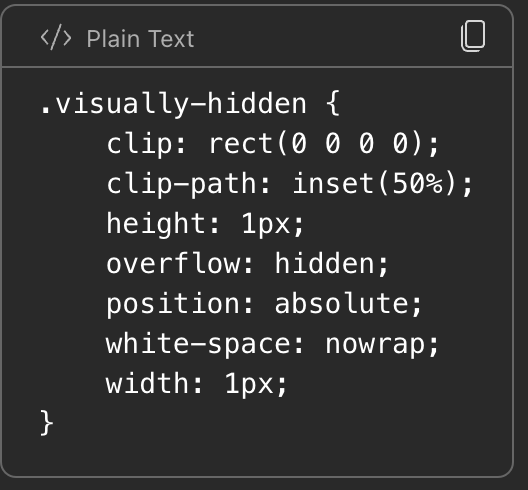 </> Plain Text
.visually-hidden {
    clip: rect(0 0 0 0);
    clip-path: inset(50%);
    height: 1px;
    overflow: hidden;
    position: absolute;
    white-space: nowrap;
    width: 1px;
}